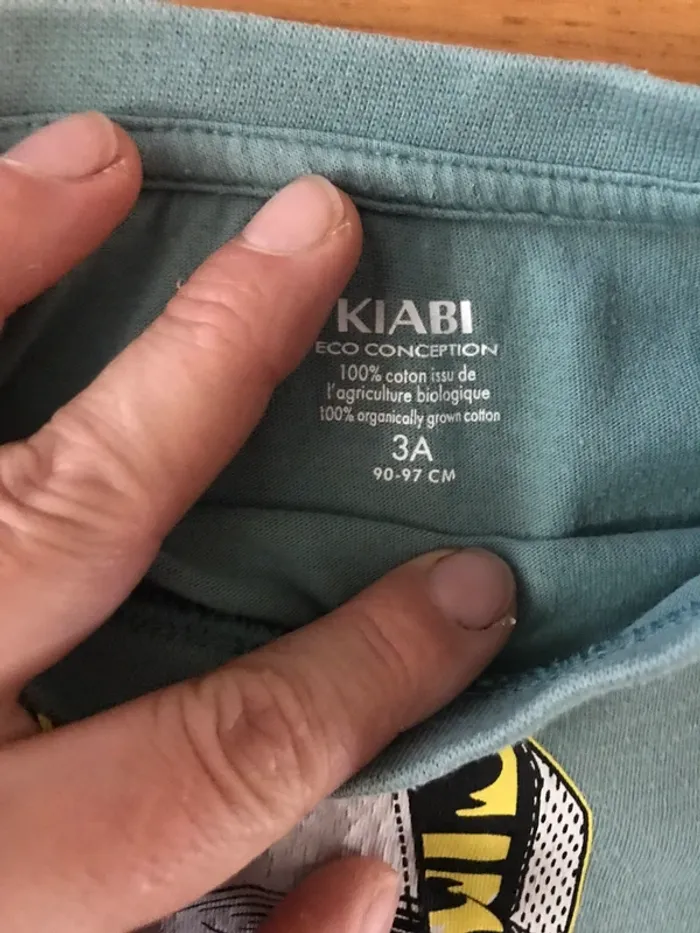 KIABI
ECO CONCEPTION
100% coton issu de
l'agriculture biologique
100% organically grown cotton
3A
90-97 CM